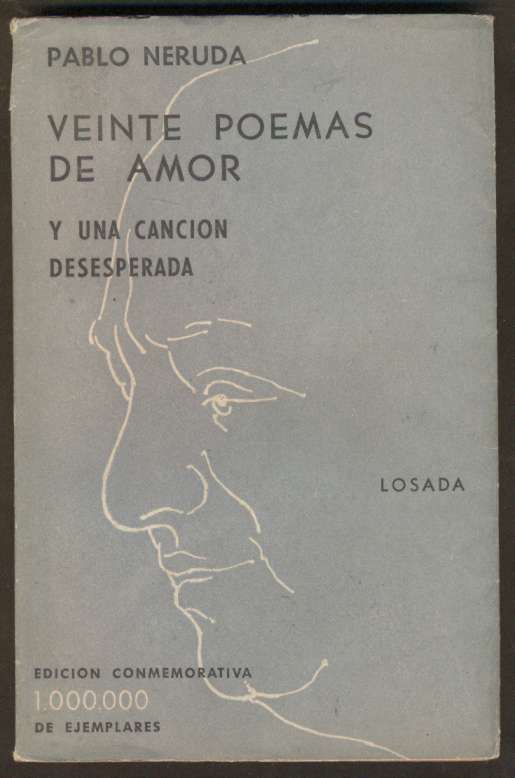 PABLO NERUDA
VEINTE POEMAS
DE AMOR
Y UNA CANCION
DESESPERADA
LOSADA
EDICION CONMEMORATIVA
1.000.000
DE EJEMPLARES